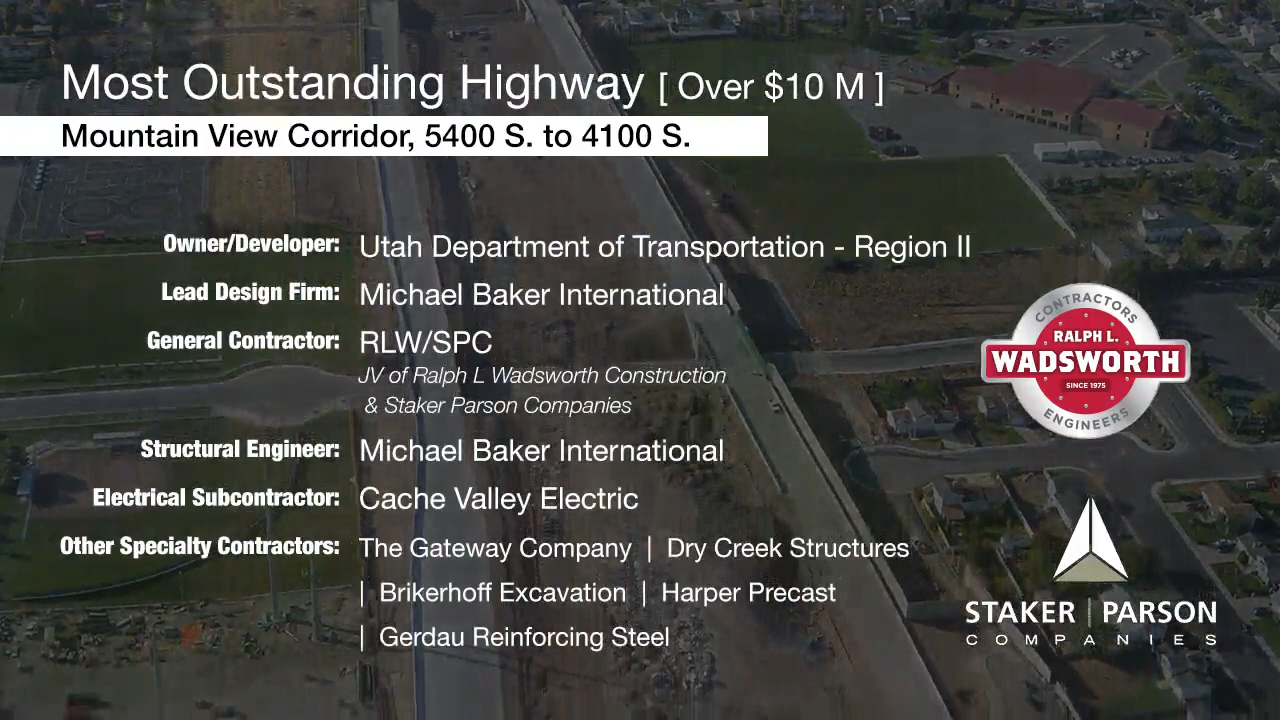 Most Outstanding Highway [ Over $10 M ]
Mountain View Corridor, 5400 S. to 4100 S.
Owner/Developer: Utah Department of Transportation - Region II
Lead Design Firm: Michael Baker International
General Contractor: RLW/SPC
JV of Ralph L Wadsworth Construction
& Staker Parson Companies
Structural Engineer: Michael Baker International
Electrical Subcontractor: Cache Valley Electric
Other Specialty Contractors: The Gateway Company | Dry Creek Structures
| Brikerhoff Excavation | Harper Precast
| Gerdau Reinforcing Steel
CONTRACTORS
RALPH L.
WADSWORTH
SINCE 1975
ENGINEERS
STAKER | PARSON
COMPANIES